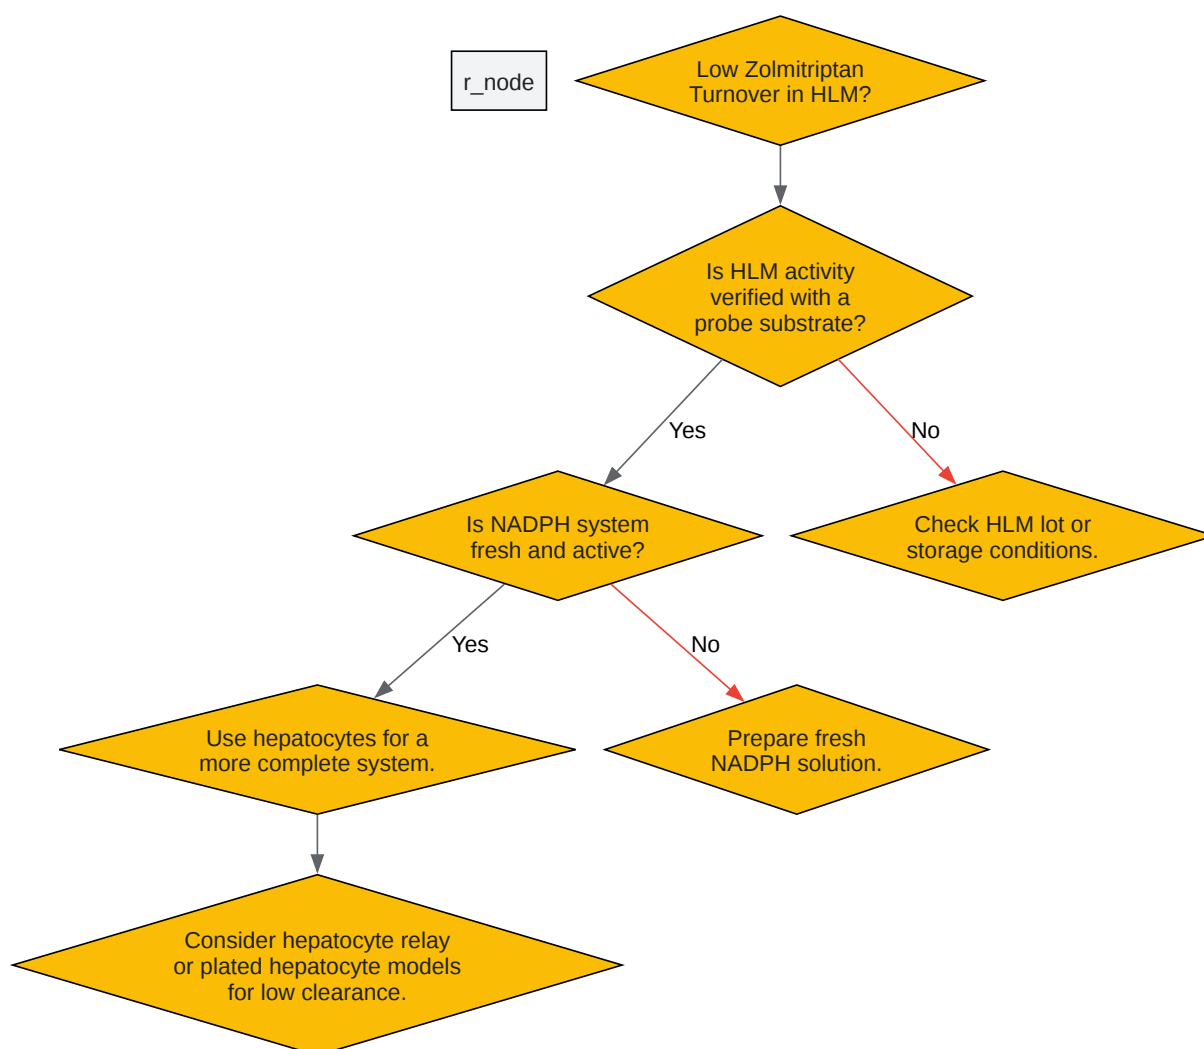 r_node
Low Zolmitriptan
Turnover in HLM?
Is HLM activity
verified with a
probe substrate?
Yes
No
Is NADPH system
fresh and active?
Check HLM lot or
storage conditions.
Yes
No
Use hepatocytes for a
more complete system.
Prepare fresh
NADPH solution.
Consider hepatocyte relay
or plated hepatocyte models
for low clearance.